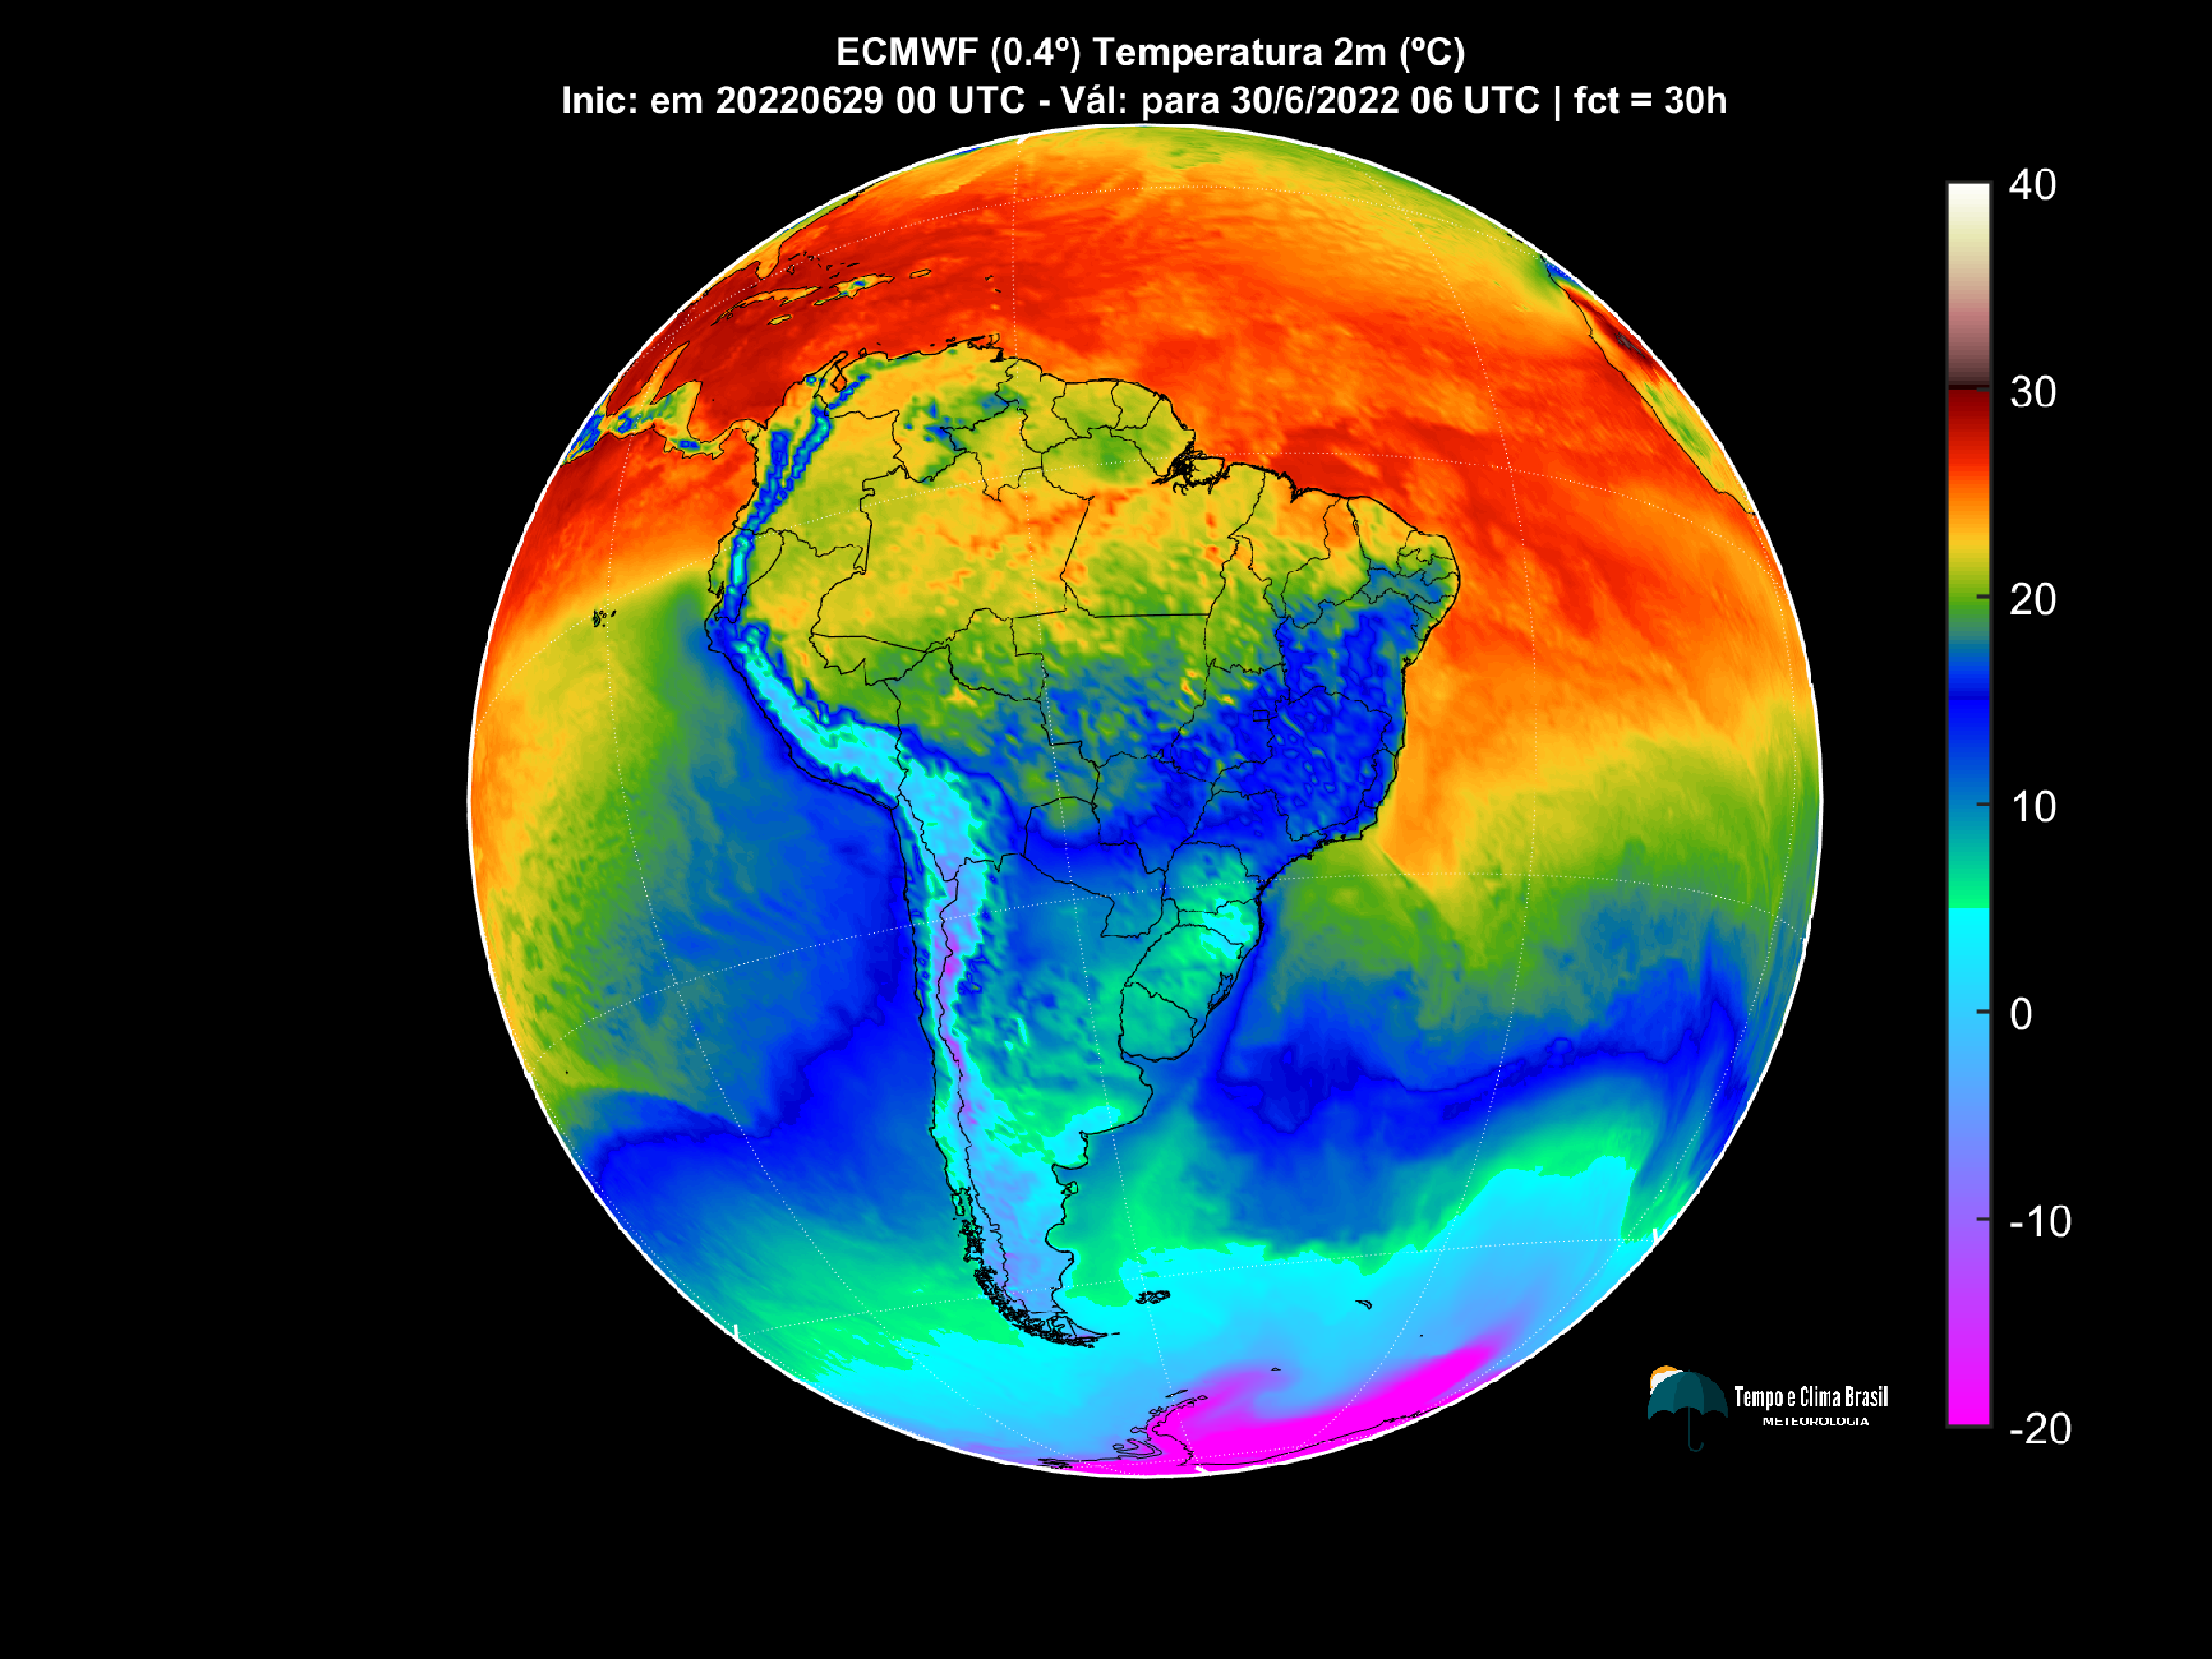 ECMWF (0.4º) Temperatura 2m (ºC)
Inic: em 20220629 00 UTC - Vál: para 30/6/2022 06 UTC | fct = 30h
40
30
20
10
0
-10
-20
Tempo e Clima Brasil
METEOROLOGIA